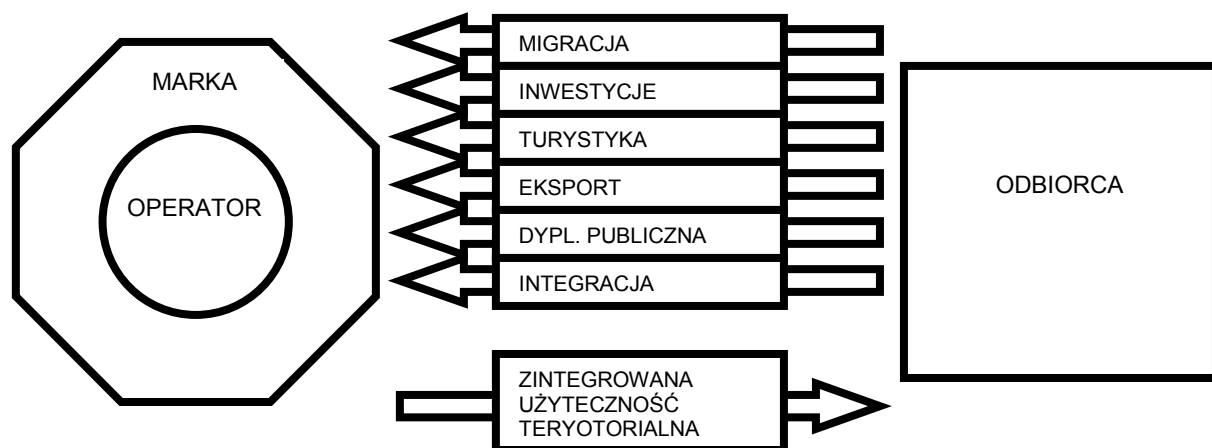 MARKA
OPERATOR
MIGRACJA
INWESTYCJE
TURYSTYKA
EKSPORT
DYPL. PUBLICZNA
INTEGRACJA
ZINTEGROWANA
UŻYTECZNOŚĆ
TERYOTORIALNA
ODBIORCA